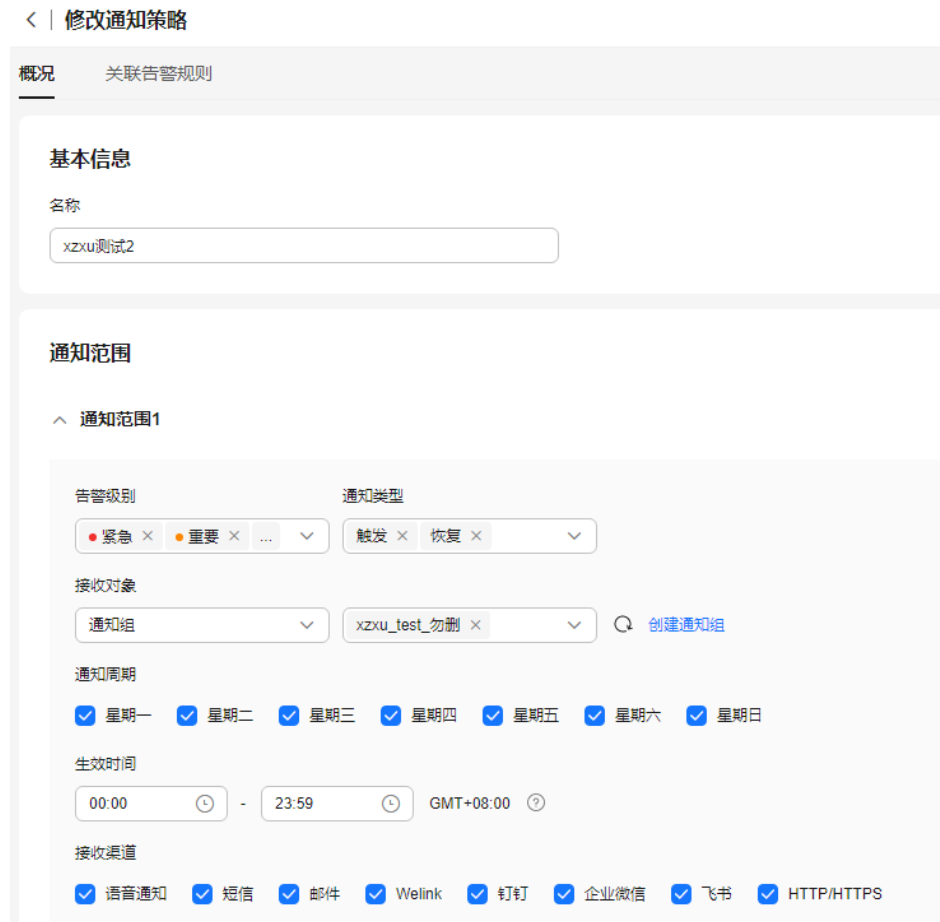 修改通知策略
概况 关联告警规则
基本信息
名称
xzxu测试2
通知范围
通知范围1
告警级别 通知类型
紧急 重要 ... 触发 恢复
接收对象
通知组 xzxu_test_勿删 创建通知组
通知周期
星期一 星期二 星期三 星期四 星期五 星期六 星期日
生效时间
00:00 - 23:59 GMT+08:00
接收渠道
语音通知 短信 邮件 Welink 钉钉 企业微信 飞书 HTTP/HTTPS